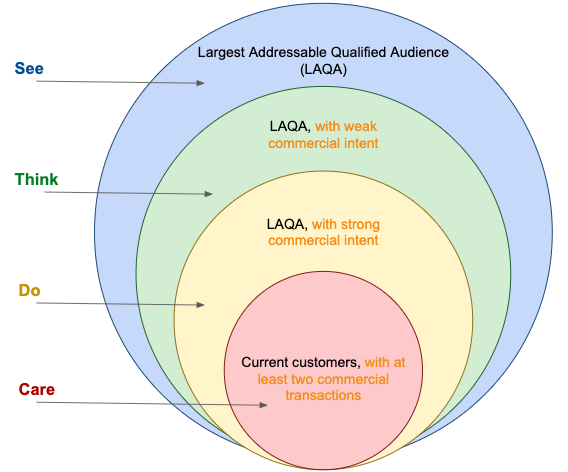 Largest Addressable Qualified Audience
(LAQA)
See
LAQA, with weak
commercial intent
Think
LAQA, with strong
commercial intent
Do
Current customers, with at
least two commercial
transactions
Care